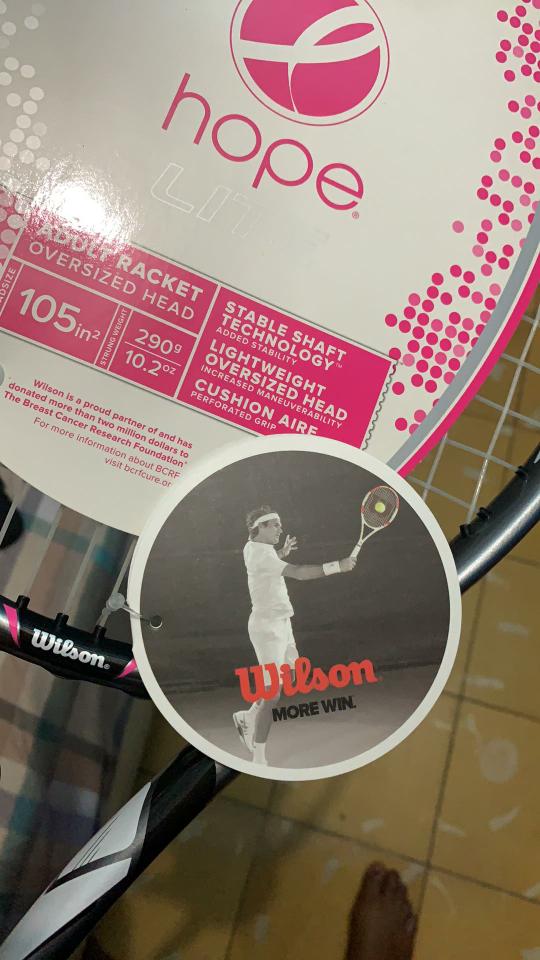 hope®
LITE
ADULT RACKET
OVERSIZED HEAD
105in²
STRUNG WEIGHT
290g
10.2oz
STABLE SHAFT
TECHNOLOGY™
ADDED STABILITY
LIGHTWEIGHT
OVERSIZED HEAD
INCREASED MANEUVERABILITY
CUSHION AIRE
PERFORATED GRIP
Wilson is a proud partner of and has
donated more than two million dollars to
The Breast Cancer Research Foundation®
For more information about BCRF
visit bcrfcure.or
Wilson®
Wilson
MORE WIN.